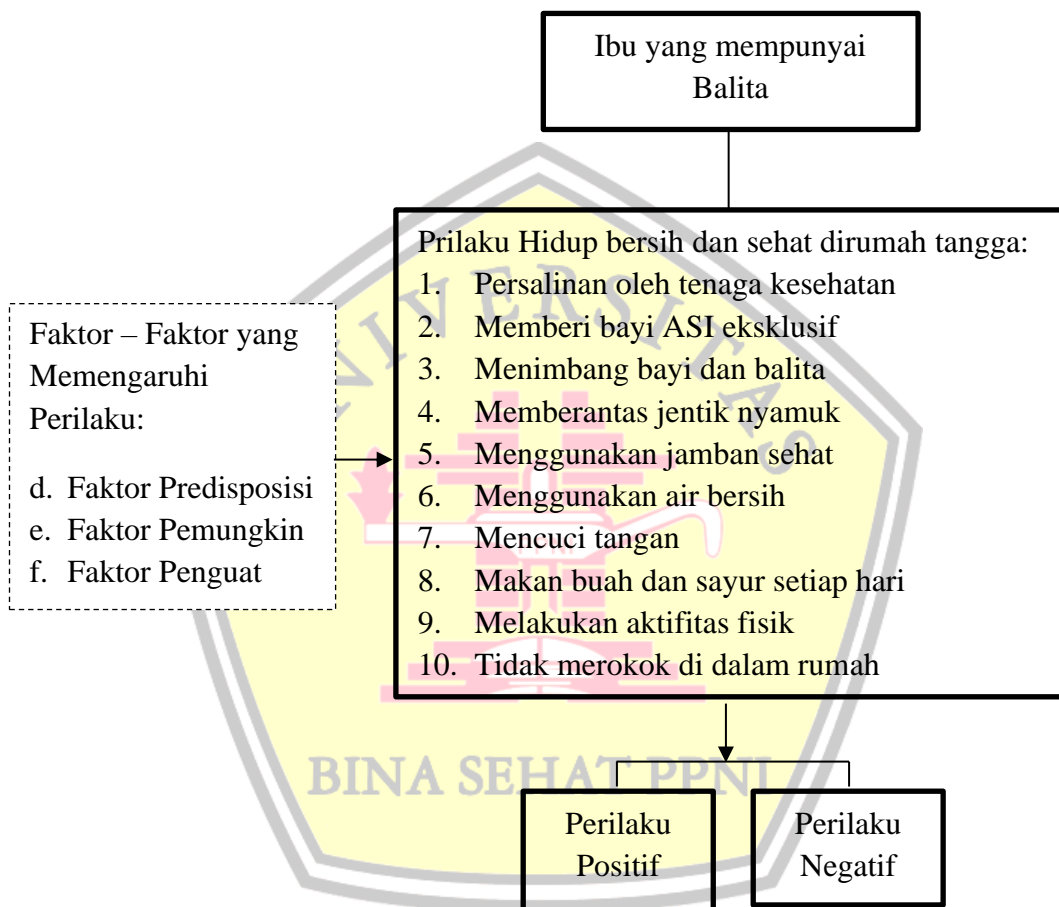 Ibu yang mempunyai
Balita
Prilaku Hidup bersih dan sehat dirumah tangga:
1. Persalinan oleh tenaga kesehatan
2. Memberi bayi ASI eksklusif
3. Menimbang bayi dan balita
4. Memberantas jentik nyamuk
5. Menggunakan jamban sehat
6. Menggunakan air bersih
7. Mencuci tangan
8. Makan buah dan sayur setiap hari
9. Melakukan aktifitas fisik
10. Tidak merokok di dalam rumah
Faktor – Faktor yang
Memengaruhi
Perilaku:
d. Faktor Predisposisi
e. Faktor Pemungkin
f. Faktor Penguat
Perilaku
Positif
Perilaku
Negatif
UNIVERSITAS
BINA SEHAT PPNI